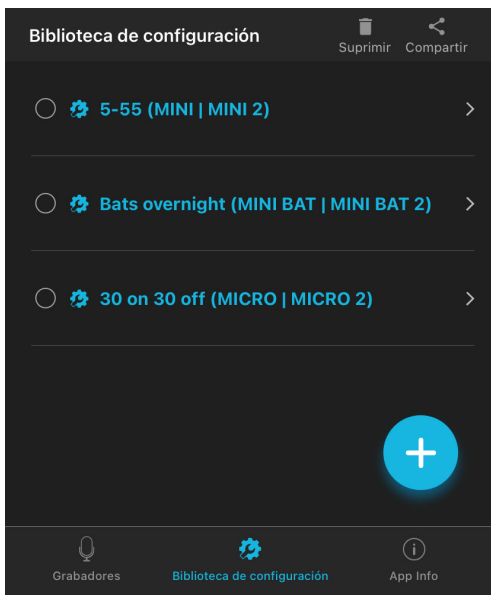 Biblioteca de configuración
Suprimir Compartir
5-55 (MINI | MINI 2)
Bats overnight (MINI BAT | MINI BAT 2)
30 on 30 off (MICRO | MICRO 2)
Grabadores Biblioteca de configuración App Info